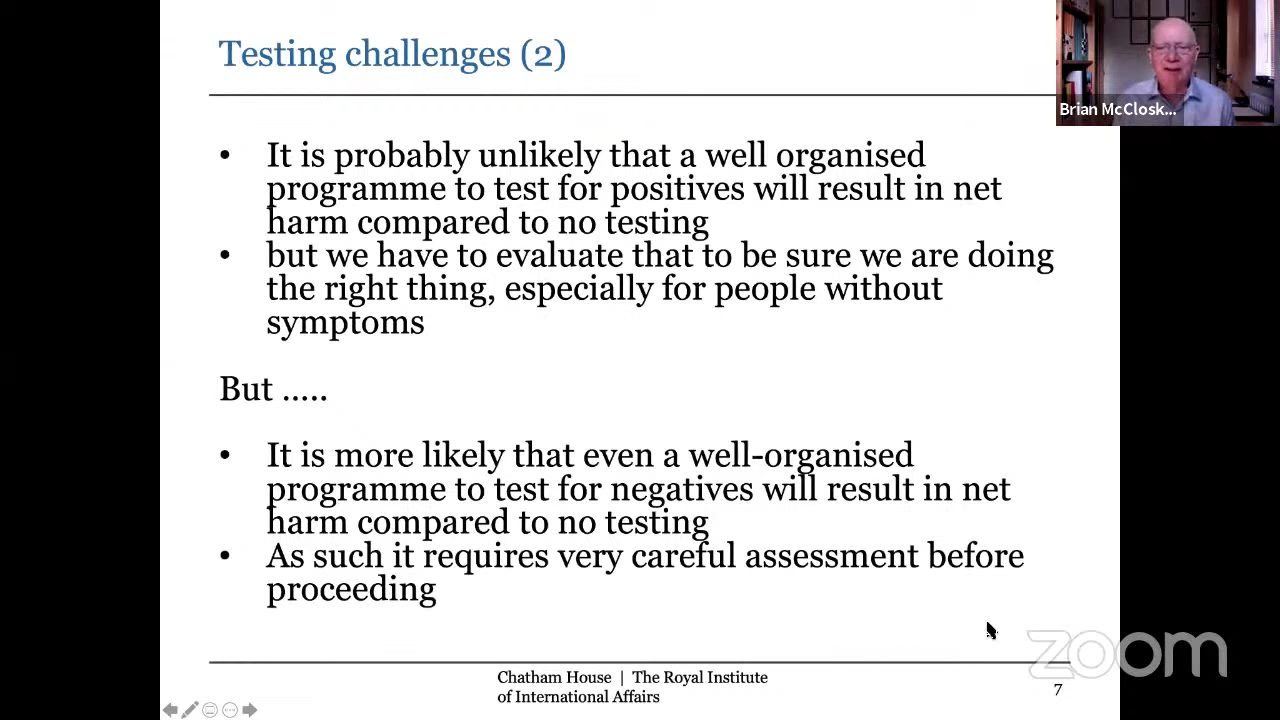 Testing challenges (2)
Brian McClosk...
• It is probably unlikely that a well organised
programme to test for positives will result in net
harm compared to no testing
• but we have to evaluate that to be sure we are doing
the right thing, especially for people without
symptoms
But .....
• It is more likely that even a well-organised
programme to test for negatives will result in net
harm compared to no testing
• As such it requires very careful assessment before
proceeding
zoom
Chatham House | The Royal Institute
of International Affairs
7